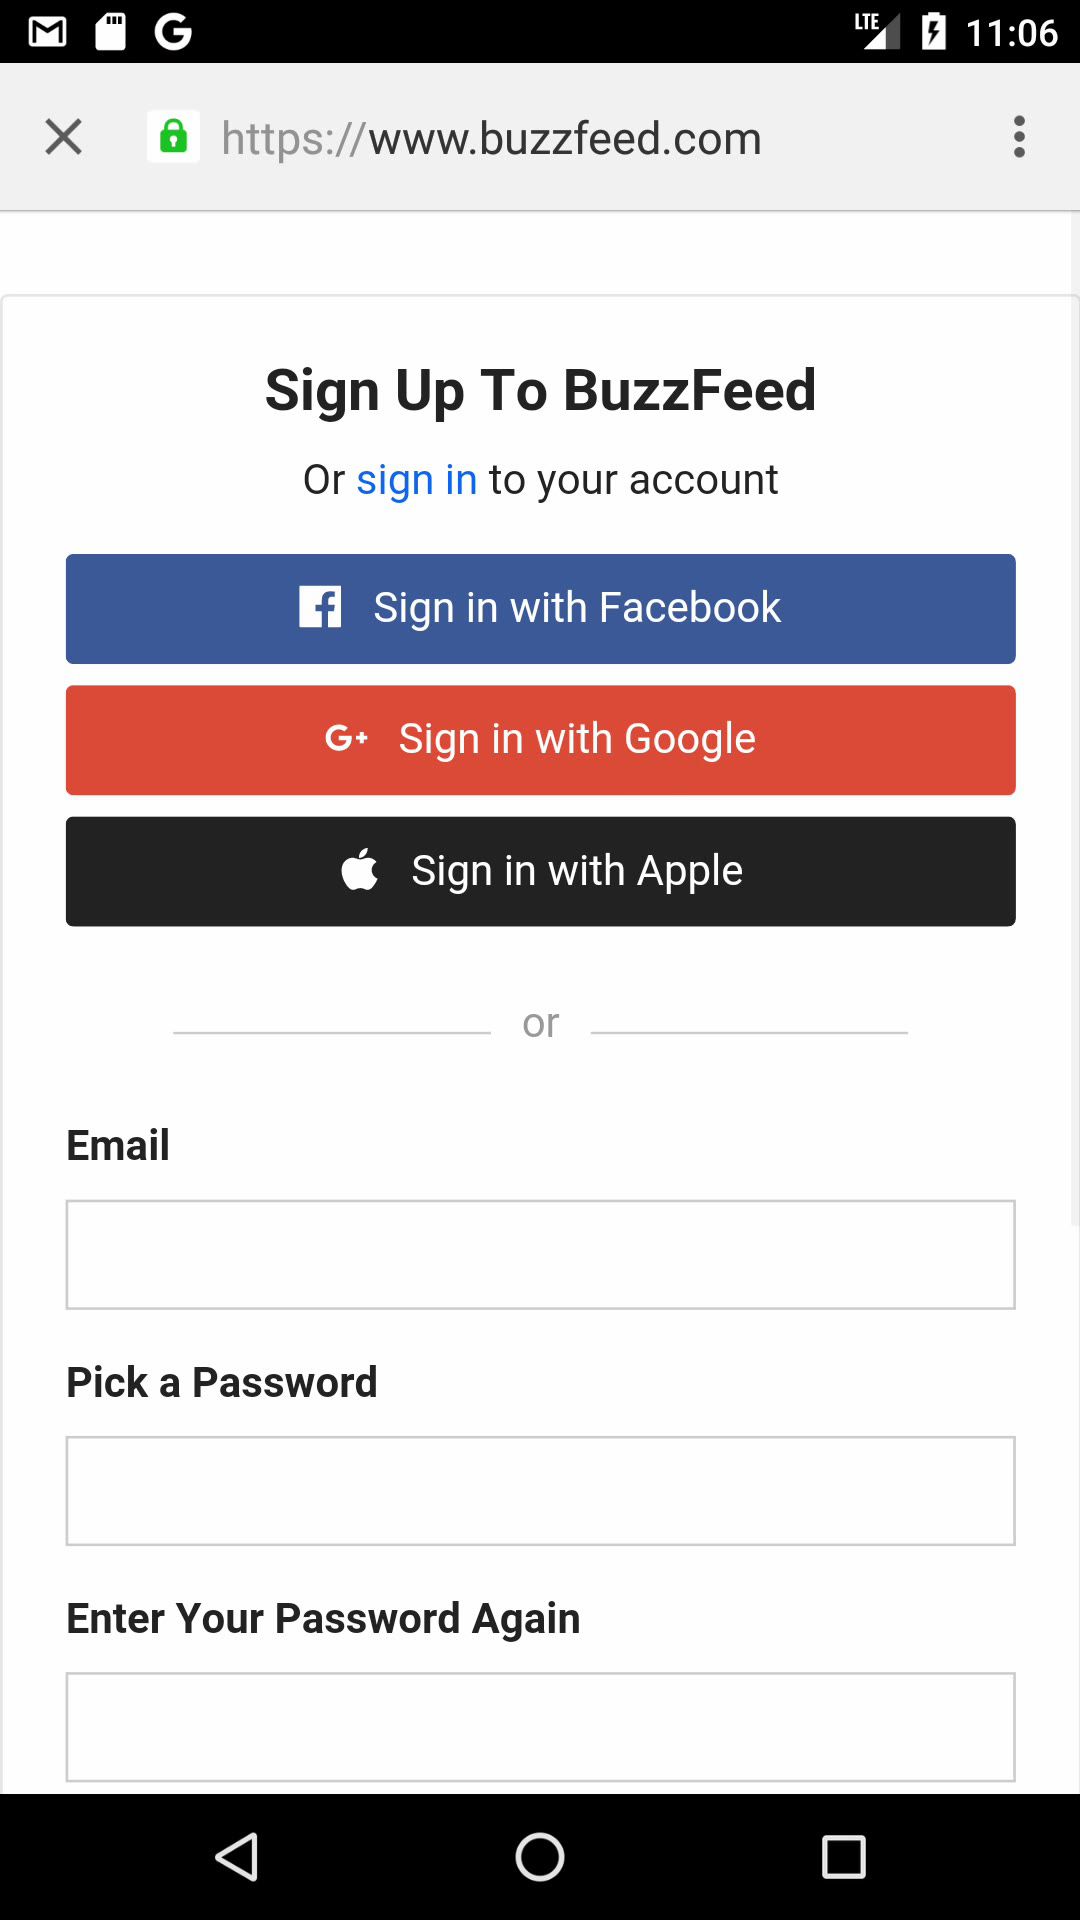 LTE 11:06
https://www.buzzfeed.com
Sign Up To BuzzFeed
Or sign in to your account
Sign in with Facebook
G+ Sign in with Google
Sign in with Apple
or
Email
Pick a Password
Enter Your Password Again